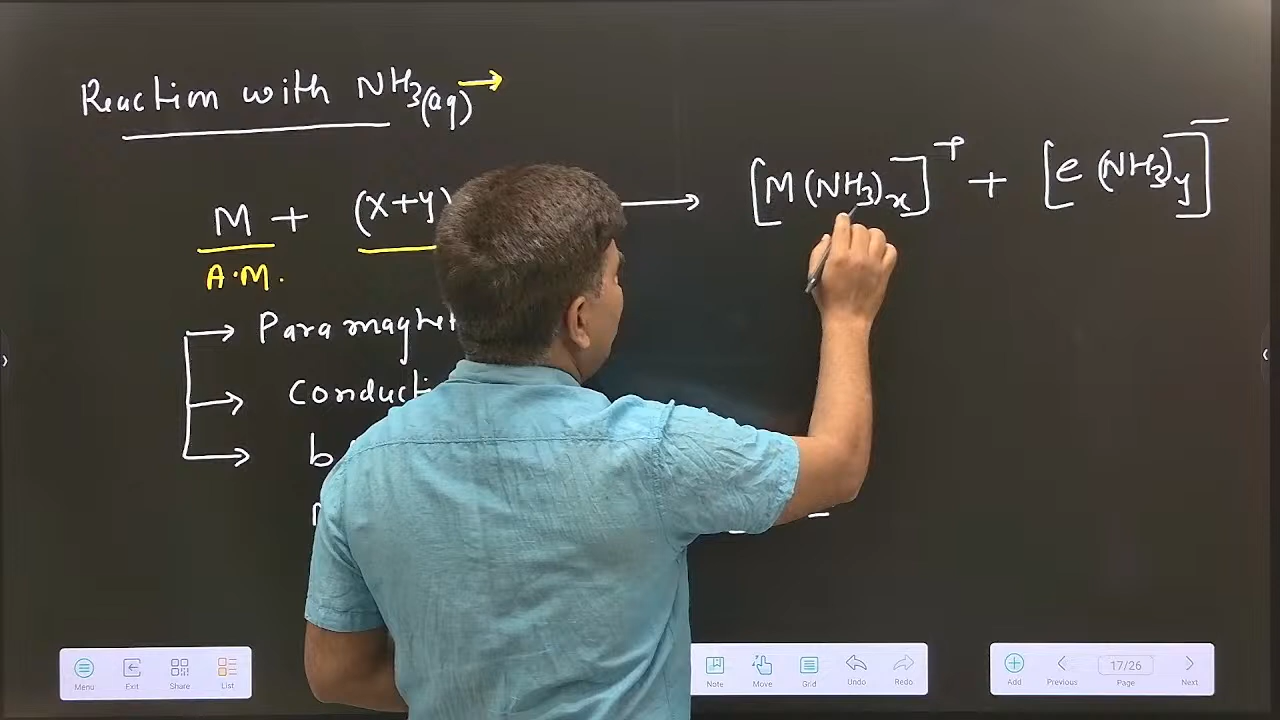 Reaction with NH3(aq) →
M + (x+y) → [M(NH3)x]+ + [e(NH3)y]−
A.M.
→ Paramagnet
→ Conducti
→ b
Menu Exit Share List Note Move Grid Undo Redo Add Previous 17/26 Page Next